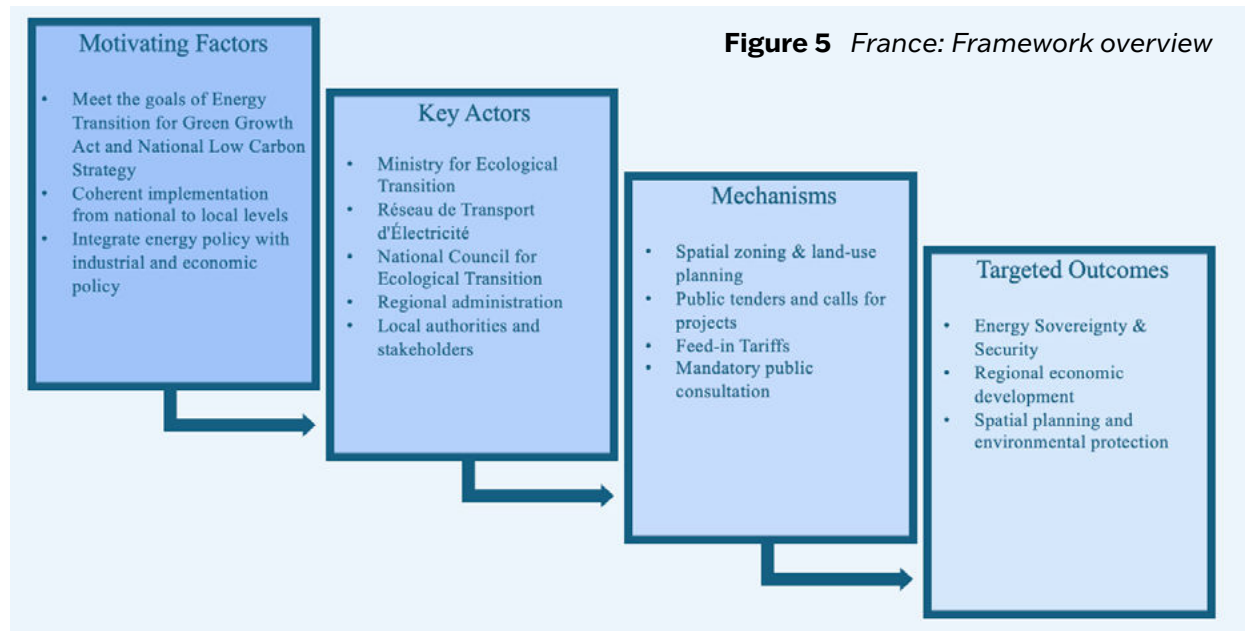 Figure 5 France: Framework overview
Motivating Factors
• Meet the goals of Energy
Transition for Green Growth
Act and National Low Carbon
Strategy
• Coherent implementation
from national to local levels
• Integrate energy policy with
industrial and economic
policy
Key Actors
• Ministry for Ecological
Transition
• Réseau de Transport
d'Électricité
• National Council for
Ecological Transition
• Regional administration
• Local authorities and
stakeholders
Mechanisms
• Spatial zoning & land-use
planning
• Public tenders and calls for
projects
• Feed-in Tariffs
• Mandatory public
consultation
Targeted Outcomes
• Energy Sovereignty &
Security
• Regional economic
development
• Spatial planning and
environmental protection